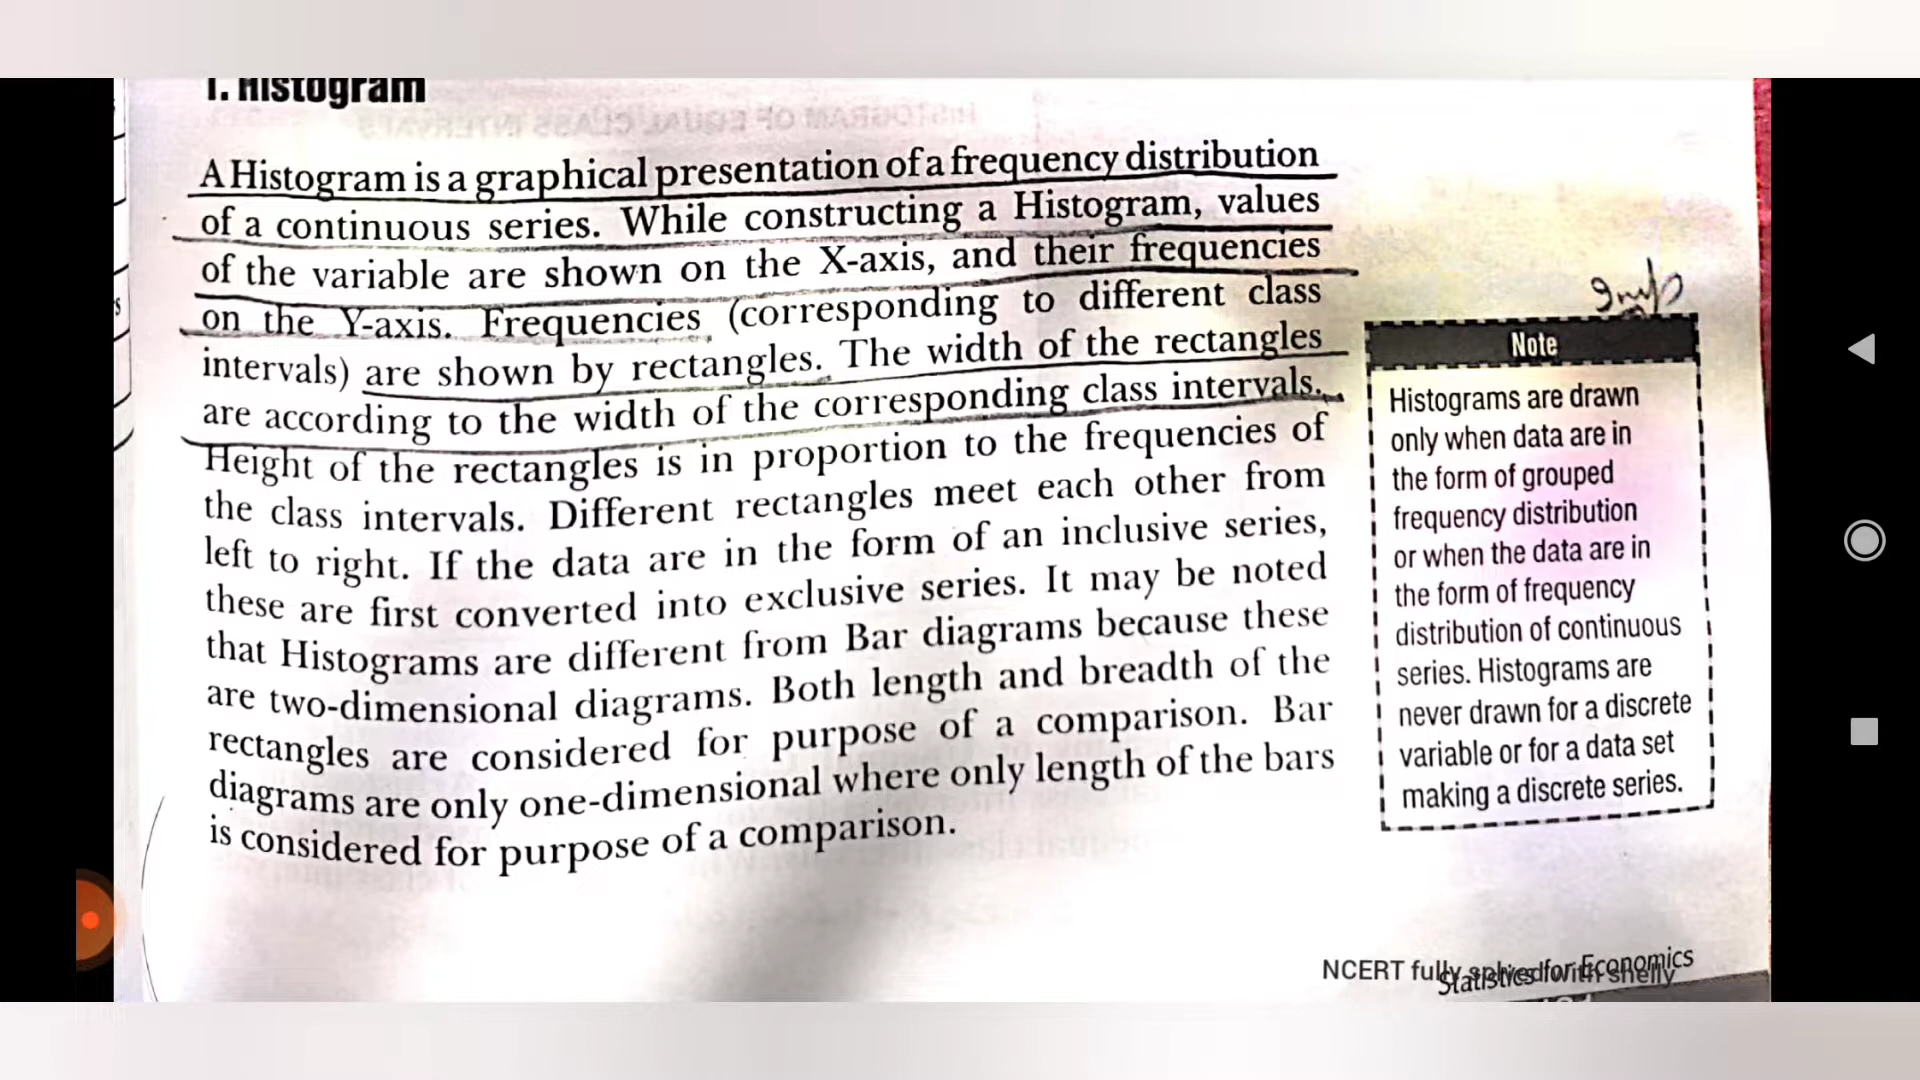 1. Histogram
HISTOGRAM OF EQUAL CLASS INTERVALS
A Histogram is a graphical presentation of a frequency distribution
of a continuous series. While constructing a Histogram, values
of the variable are shown on the X-axis, and their frequencies
on the Y-axis. Frequencies (corresponding to different class
intervals) are shown by rectangles. The width of the rectangles
are according to the width of the corresponding class intervals.
Height of the rectangles is in proportion to the frequencies of
the class intervals. Different rectangles meet each other from
left to right. If the data are in the form of an inclusive series,
these are first converted into exclusive series. It may be noted
that Histograms are different from Bar diagrams because these
are two-dimensional diagrams. Both length and breadth of the
rectangles are considered for purpose of a comparison. Bar
diagrams are only one-dimensional where only length of the bars
is considered for purpose of a comparison.
Imp
Note
Histograms are drawn
only when data are in
the form of grouped
frequency distribution
or when the data are in
the form of frequency
distribution of continuous
series. Histograms are
never drawn for a discrete
variable or for a data set
making a discrete series.
s
NCERT fully solved for Economics
Statistics with shelly